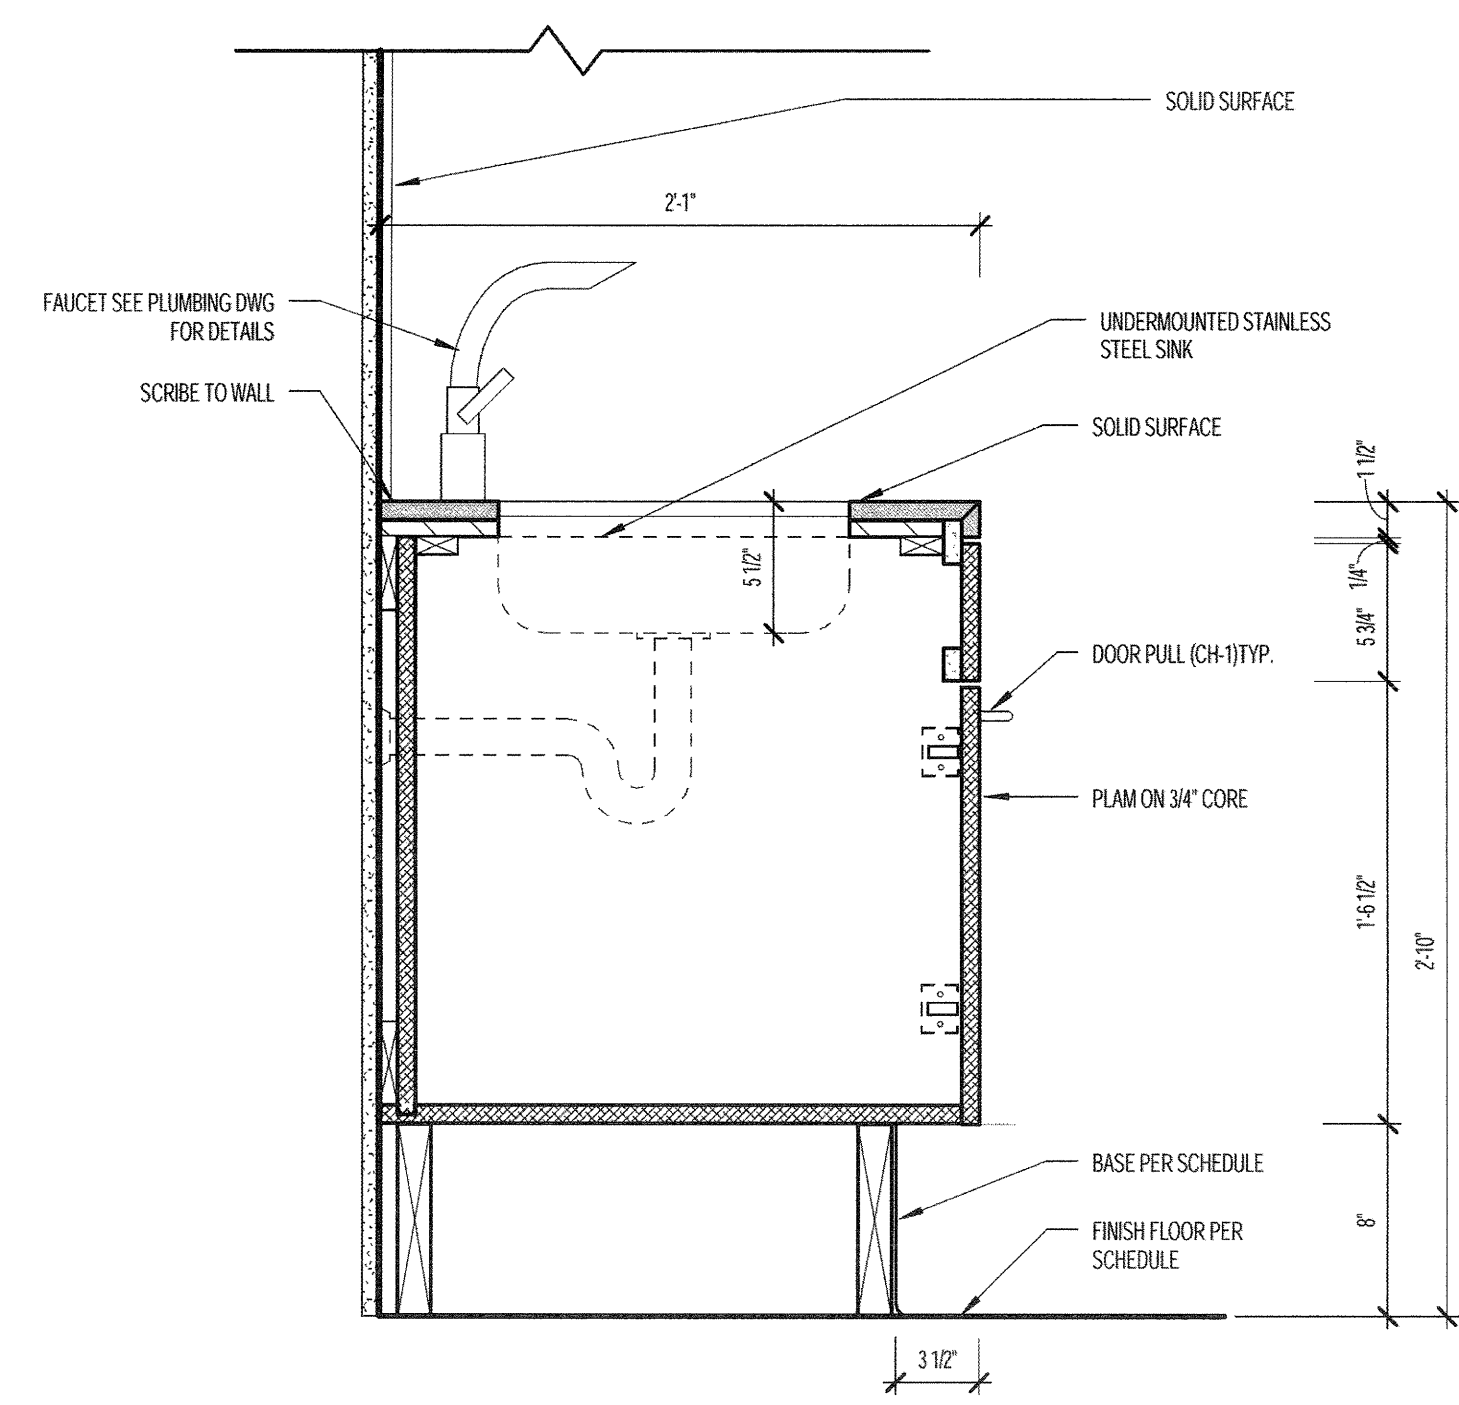 SOLID SURFACE
2'-1"
FAUCET SEE PLUMBING DWG
FOR DETAILS
UNDERMOUNTED STAINLESS
STEEL SINK
SCRIBE TO WALL
SOLID SURFACE
1 1/2"
5 1/2"
1/4"
5 3/4"
DOOR PULL (CH-1)TYP.
PLAM ON 3/4" CORE
1'-6 1/2"
2'-10"
BASE PER SCHEDULE
8"
FINISH FLOOR PER
SCHEDULE
3 1/2"